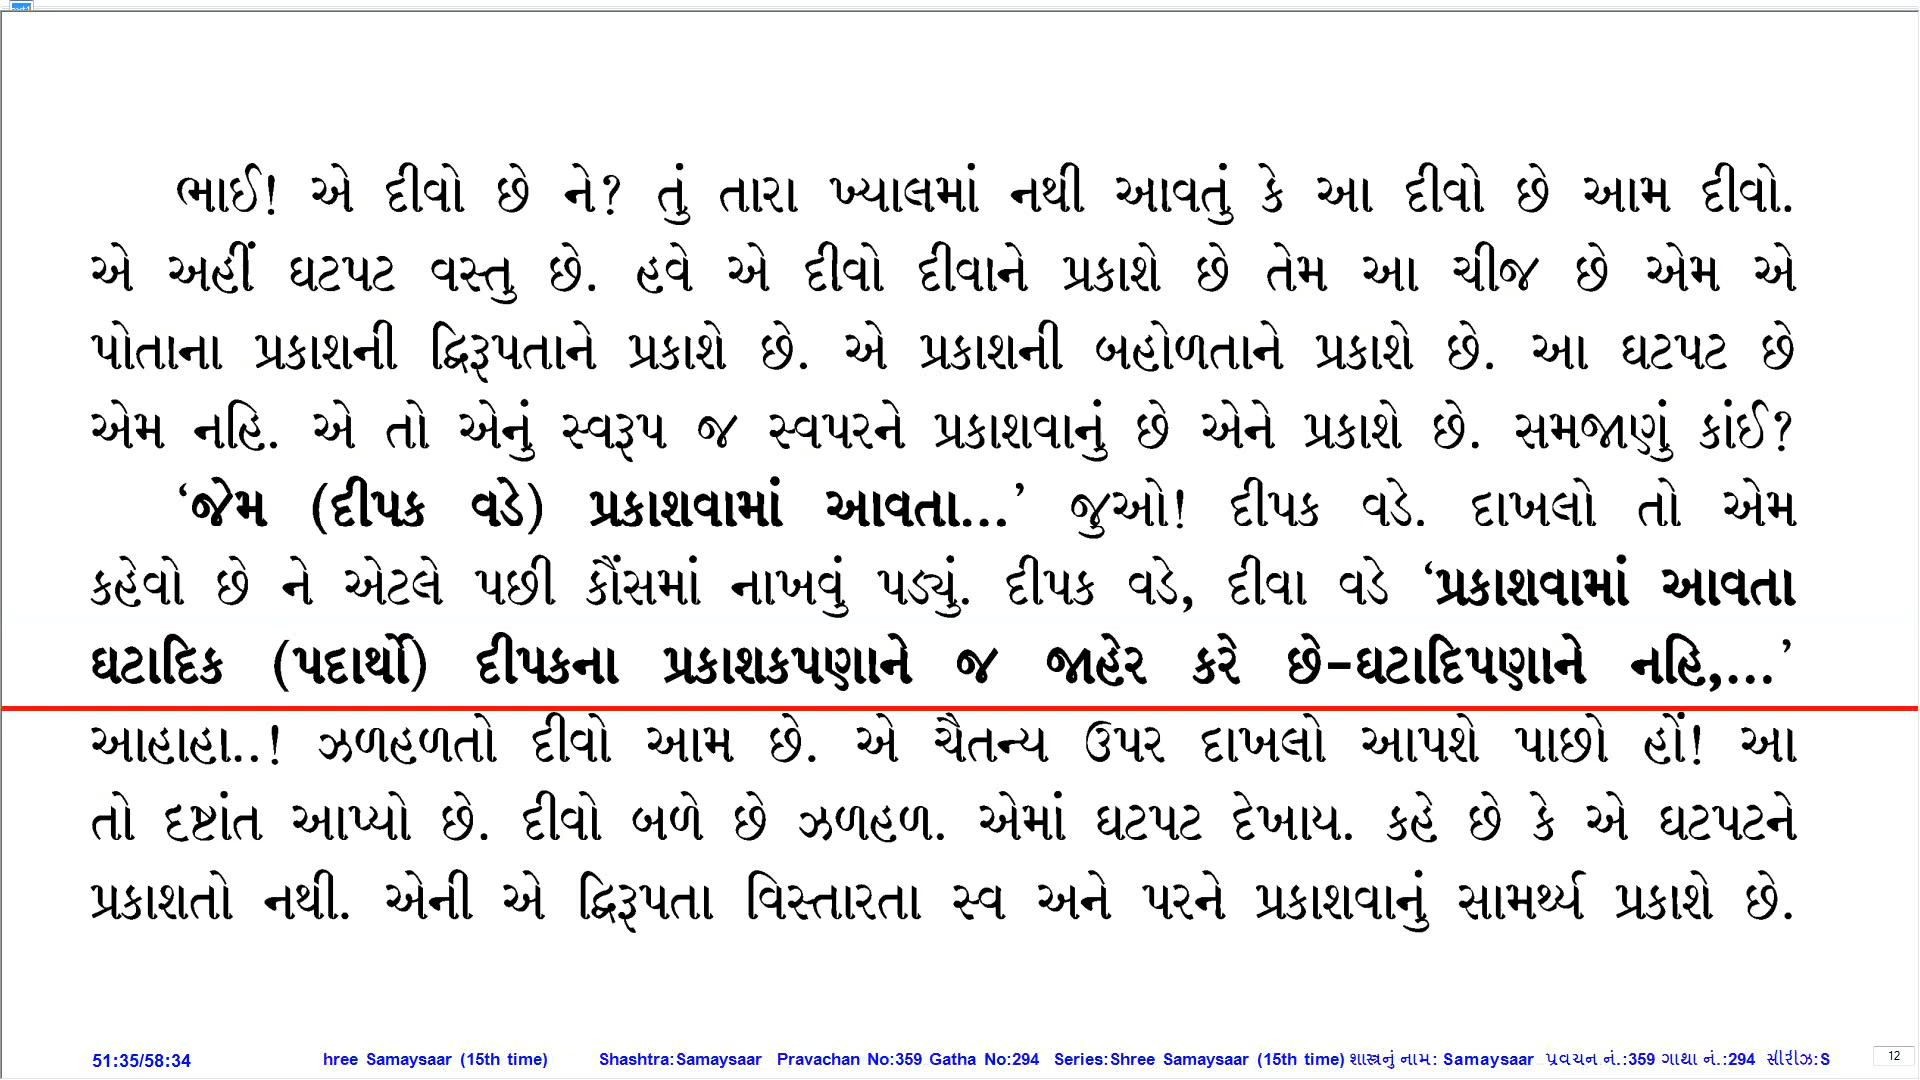 ભાઈ! એ દીવો છે ને? તું તારા ખ્યાલમાં નથી આવતું કે આ દીવો છે આમ દીવો.
એ અહીં ઘટપટ વસ્તુ છે. હવે એ દીવો દીવાને પ્રકાશે છે તેમ આ ચીજ છે એમ એ
પોતાના પ્રકાશની દ્વિરૂપતાને પ્રકાશે છે. એ પ્રકાશની બહોળતાને પ્રકાશે છે. આ ઘટપટ છે
એમ નહિ. એ તો એનું સ્વરૂપ જ સ્વપરને પ્રકાશવાનું છે એને પ્રકાશે છે. સમજાણું કાંઈ?
‘જેમ (દીપક વડે) પ્રકાશવામાં આવતા...’ જુઓ! દીપક વડે. દાખલો તો એમ
કહેવો છે ને એટલે પછી કૌંસમાં નાખવું પડ્યું. દીપક વડે, દીવા વડે ‘પ્રકાશવામાં આવતા
ઘટાદિક (પદાર્થો) દીપકના પ્રકાશકપણાને જ જાહેર કરે છે-ઘટાદિપણાને નહિ,...’
આહાહા..! ઝળહળતો દીવો આમ છે. એ ચૈતન્ય ઉપર દાખલો આપશે પાછો હોં! આ
તો દૃષ્ટાંત આપ્યો છે. દીવો બળે છે ઝળહળ. એમાં ઘટપટ દેખાય. કહે છે કે એ ઘટપટને
પ્રકાશતો નથી. એની એ દ્વિરૂપતા વિસ્તારતા સ્વ અને પરને પ્રકાશવાનું સામર્થ્ય પ્રકાશે છે.
51:35/58:34 hree Samaysaar (15th time) Shashtra:Samaysaar Pravachan No:359 Gatha No:294 Series:Shree Samaysaar (15th time) શાસ્ત્રનું નામ: Samaysaar પ્રવચન નં.:359 ગાથા નં.:294 સીરીઝ:S 12